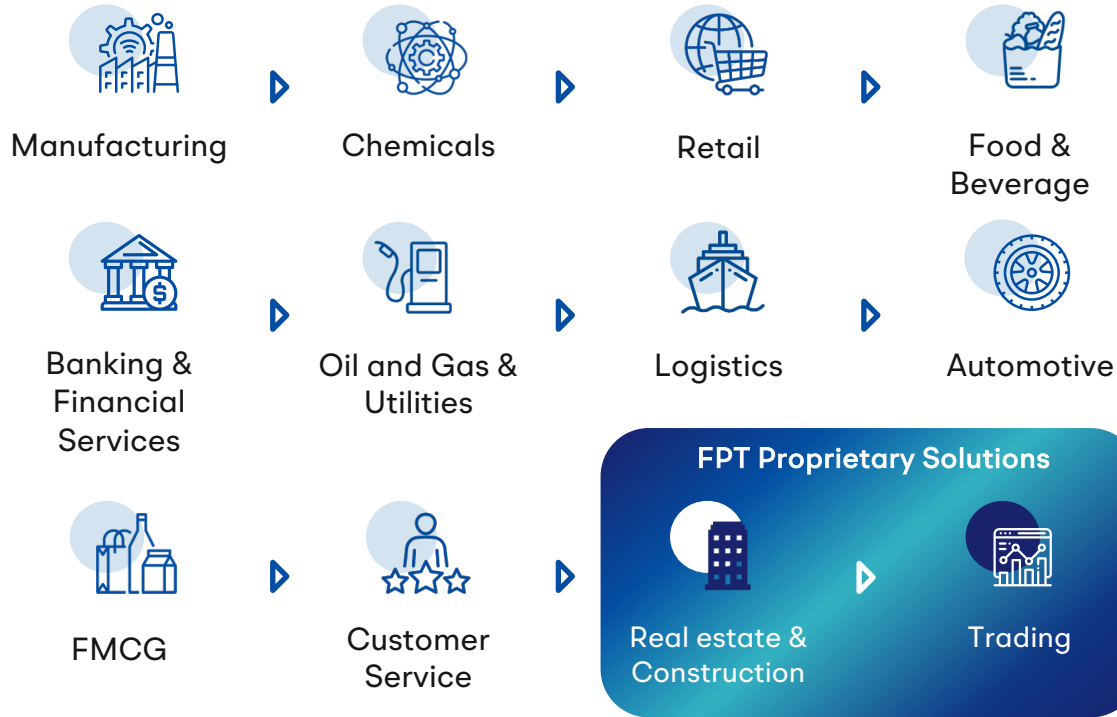 Manufacturing
Chemicals
Retail
Food &
Beverage
Banking &
Financial
Services
Oil and Gas &
Utilities
Logistics
Automotive
FPT Proprietary Solutions
FMCG
Customer
Service
Real estate &
Construction
Trading